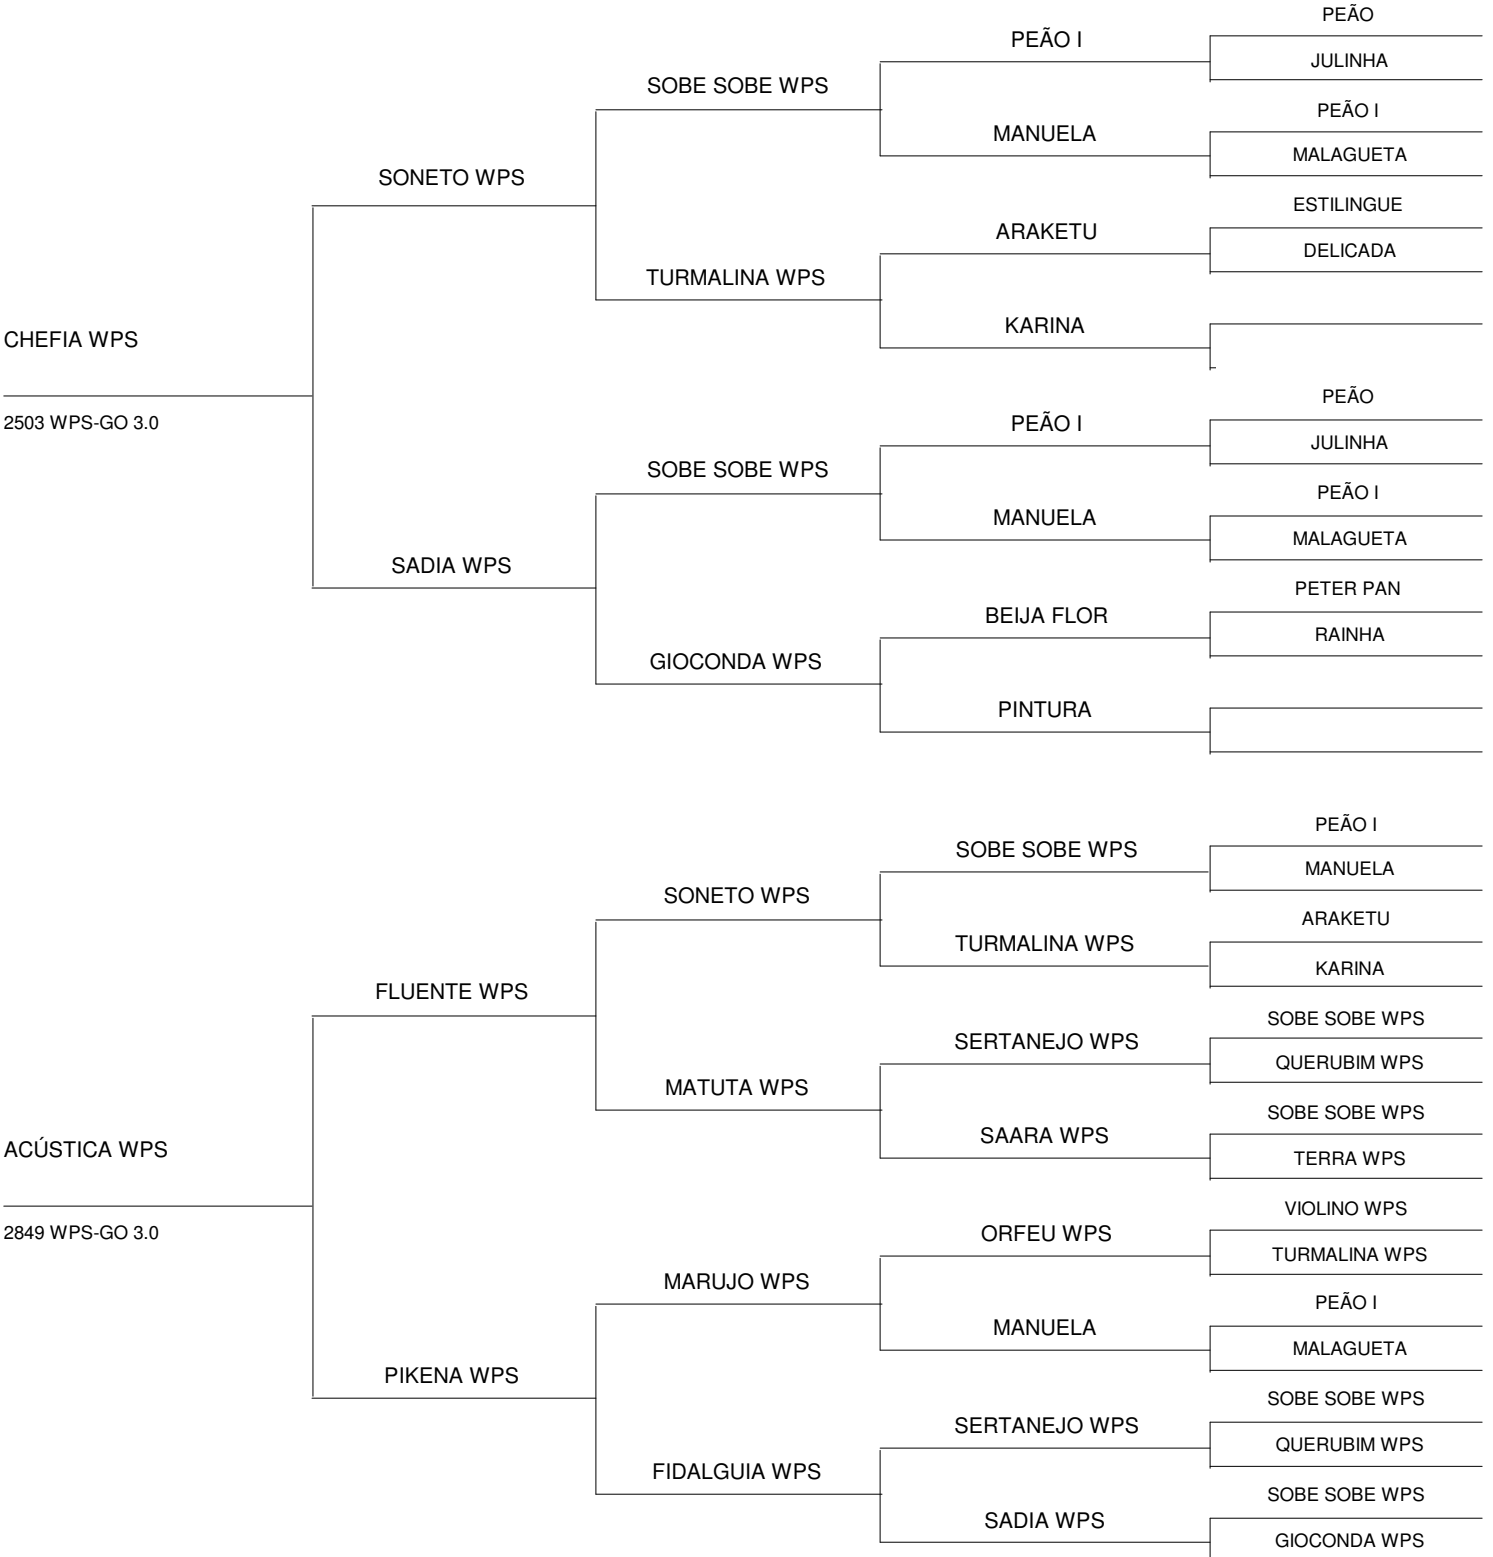 PEÃO
PEÃO I
JULINHA
SOBE SOBE WPS
PEÃO I
MANUELA
MALAGUETA
SONETO WPS
ESTILINGUE
ARAKETU
DELICADA
TURMALINA WPS
KARINA
CHEFIA WPS
PEÃO
2503 WPS-GO 3.0
PEÃO I
JULINHA
SOBE SOBE WPS
PEÃO I
MANUELA
MALAGUETA
SADIA WPS
PETER PAN
BEIJA FLOR
RAINHA
GIOCONDA WPS
PINTURA
PEÃO I
SOBE SOBE WPS
MANUELA
SONETO WPS
ARAKETU
TURMALINA WPS
KARINA
FLUENTE WPS
SOBE SOBE WPS
SERTANEJO WPS
QUERUBIM WPS
MATUTA WPS
SOBE SOBE WPS
SAARA WPS
TERRA WPS
ACÚSTICA WPS
VIOLINO WPS
2849 WPS-GO 3.0
ORFEU WPS
TURMALINA WPS
MARUJO WPS
PEÃO I
MANUELA
MALAGUETA
PIKENA WPS
SOBE SOBE WPS
SERTANEJO WPS
QUERUBIM WPS
FIDALGUIA WPS
SOBE SOBE WPS
SADIA WPS
GIOCONDA WPS